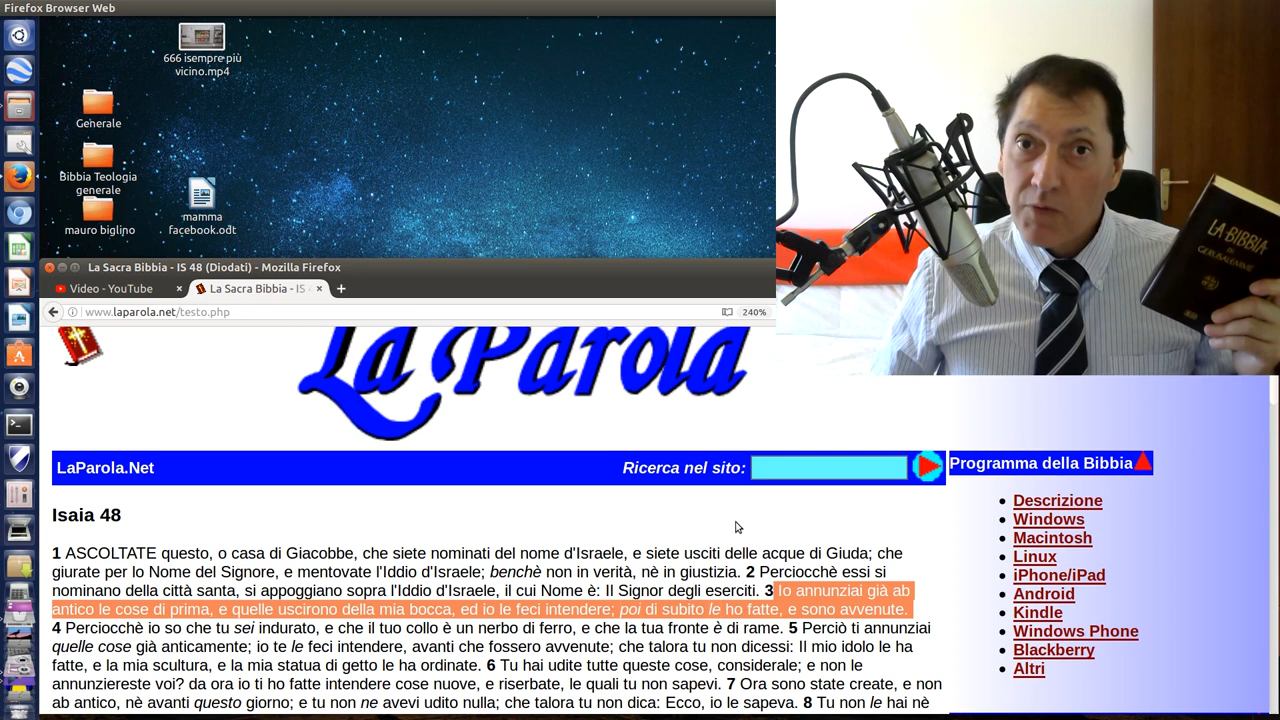 Firefox Browser Web
666 isempre più
vicino.mp4
Generale
Bibbia Teologia
generale
mauro biglino
mamma
facebook.odt
La Sacra Bibbia - IS 48 (Diodati) - Mozilla Firefox
Video - YouTube
La Sacra Bibbia - IS 4
www.laparola.net/testo.php
240%
LA BIBBIA
GERUSALEMME
La Parola
LaParola.Net
Ricerca nel sito:
Programma della Bibbia
Descrizione
Windows
Macintosh
Linux
iPhone/iPad
Android
Kindle
Windows Phone
Blackberry
Altri
Isaia 48
1 ASCOLTATE questo, o casa di Giacobbe, che siete nominati del nome d'Israele, e siete usciti delle acque di Giuda; che
giurate per lo Nome del Signore, e mentovate l'Iddio d'Israele; benchè non in verità, nè in giustizia. 2 Perciocchè essi si
nominano della città santa, si appoggiano sopra l'Iddio d'Israele, il cui Nome è: Il Signor degli eserciti. 3 Io annunziai già ab
antico le cose di prima, e quelle uscirono della mia bocca, ed io le feci intendere; poi di subito le ho fatte, e sono avvenute.
4 Perciocchè io so che tu sei indurato, e che il tuo collo è un nerbo di ferro, e che la tua fronte è di rame. 5 Perciò ti annunziai
quelle cose già anticamente; io te le feci intendere, avanti che fossero avvenute; che talora tu non dicessi: Il mio idolo le ha
fatte, e la mia scultura, e la mia statua di getto le ha ordinate. 6 Tu hai udite tutte queste cose, considerale; e non le
annunziereste voi? da ora io ti ho fatte intendere cose nuove, e riserbate, le quali tu non sapevi. 7 Ora sono state create, e non
ab antico, nè avanti questo giorno; e tu non ne avevi udito nulla; che talora tu non dica: Ecco, io le sapeva. 8 Tu non le hai nè